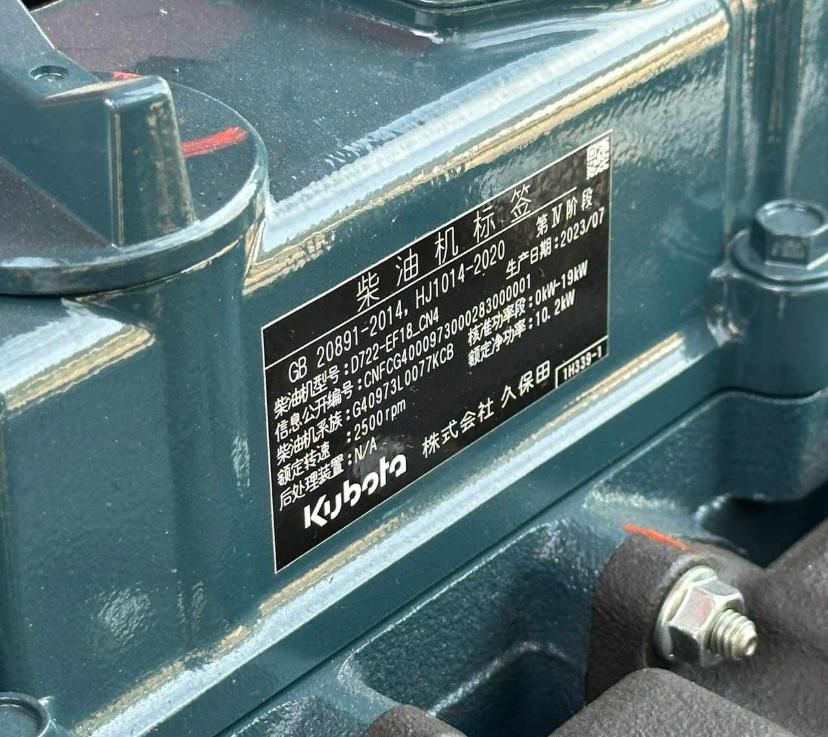 柴油机标签
GB 20891-2014, HJ1014-2020 第Ⅳ阶段
柴油机型号:D722-EF18_CN4 生产日期:2023/07
信息公开编号:CNFCG4000973000283000001
柴油机系族:G40973L0077KCB 核准功率段:0kW-19kW
额定转速 :2500rpm 额定净功率:10.2kW
后处理装置:N/A
Kubota 株式会社 久保田 1H339-1